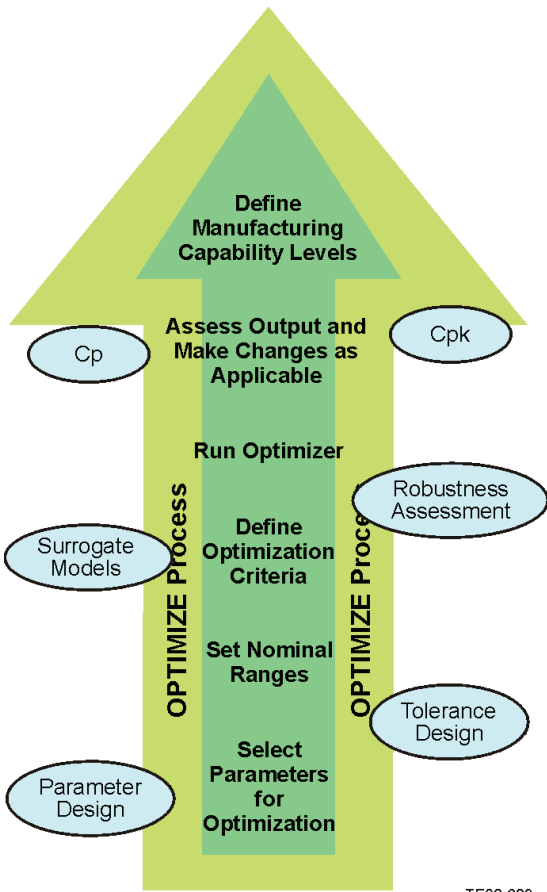 Define
Manufacturing
Capability Levels
Assess Output and
Make Changes as
Applicable
Cp
Cpk
Run Optimizer
Robustness
Assessment
Define
Optimization
Criteria
Surrogate
Models
OPTIMIZE Process
OPTIMIZE
Set Nominal
Ranges
Tolerance
Design
Select
Parameters
for
Optimization
Parameter
Design